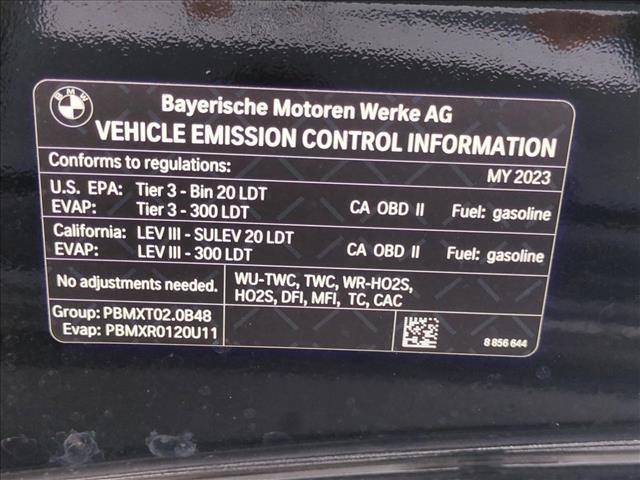 BMW
Bayerische Motoren Werke AG
VEHICLE EMISSION CONTROL INFORMATION
Conforms to regulations: MY 2023
U.S. EPA: Tier 3 - Bin 20 LDT
EVAP: Tier 3 - 300 LDT CA OBD II Fuel: gasoline
California: LEV III - SULEV 20 LDT
EVAP: LEV III - 300 LDT CA OBD II Fuel: gasoline
No adjustments needed. WU-TWC, TWC, WR-HO2S,
HO2S, DFI, MFI, TC, CAC
Group: PBMXT02.0B48
Evap: PBMXR0120U11 8 856 644